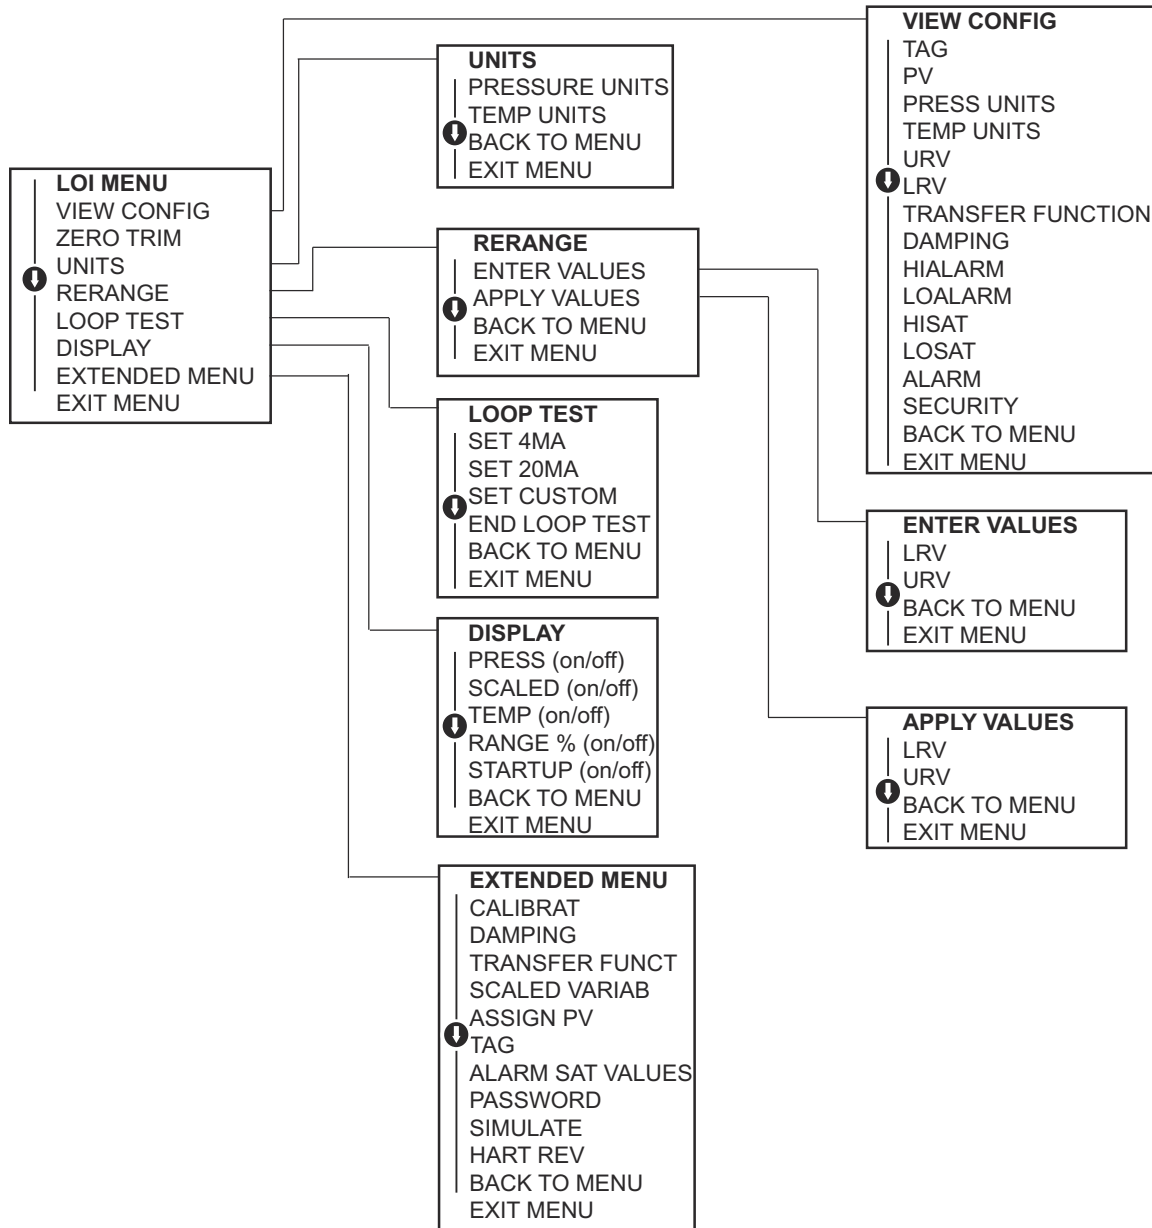 LOI MENU
VIEW CONFIG
ZERO TRIM
UNITS
RERANGE
LOOP TEST
DISPLAY
EXTENDED MENU
EXIT MENU
UNITS
PRESSURE UNITS
TEMP UNITS
BACK TO MENU
EXIT MENU
RERANGE
ENTER VALUES
APPLY VALUES
BACK TO MENU
EXIT MENU
LOOP TEST
SET 4MA
SET 20MA
SET CUSTOM
END LOOP TEST
BACK TO MENU
EXIT MENU
DISPLAY
PRESS (on/off)
SCALED (on/off)
TEMP (on/off)
RANGE % (on/off)
STARTUP (on/off)
BACK TO MENU
EXIT MENU
EXTENDED MENU
CALIBRAT
DAMPING
TRANSFER FUNCT
SCALED VARIAB
ASSIGN PV
TAG
ALARM SAT VALUES
PASSWORD
SIMULATE
HART REV
BACK TO MENU
EXIT MENU
VIEW CONFIG
TAG
PV
PRESS UNITS
TEMP UNITS
URV
LRV
TRANSFER FUNCTION
DAMPING
HIALARM
LOALARM
HISAT
LOSAT
ALARM
SECURITY
BACK TO MENU
EXIT MENU
ENTER VALUES
LRV
URV
BACK TO MENU
EXIT MENU
APPLY VALUES
LRV
URV
BACK TO MENU
EXIT MENU